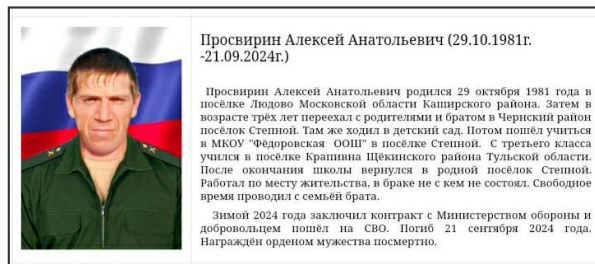 Просвирин Алексей Анатольевич (29.10.1981г.
-21.09.2024г.)
Просвирин Алексей Анатольевич родился 29 октября 1981 года в
посёлке Людово Московской области Каширского района. Затем в
возрасте трёх лет переехал с родителями и братом в Чернский район
посёлок Степной. Там же ходил в детский сад. Потом пошёл учиться
в МКОУ "Фёдоровская ООШ" в посёлке Степной. С третьего класса
учился в посёлке Крапивна Щёкинского района Тульской области.
После окончания школы вернулся в родной посёлок Степной.
Работал по месту жительства, в браке не с кем не состоял. Свободное
время проводил с семьёй брата.
Зимой 2024 года заключил контракт с Министерством обороны и
добровольцем пошёл на СВО. Погиб 21 сентября 2024 года.
Награждён орденом мужества посмертно.